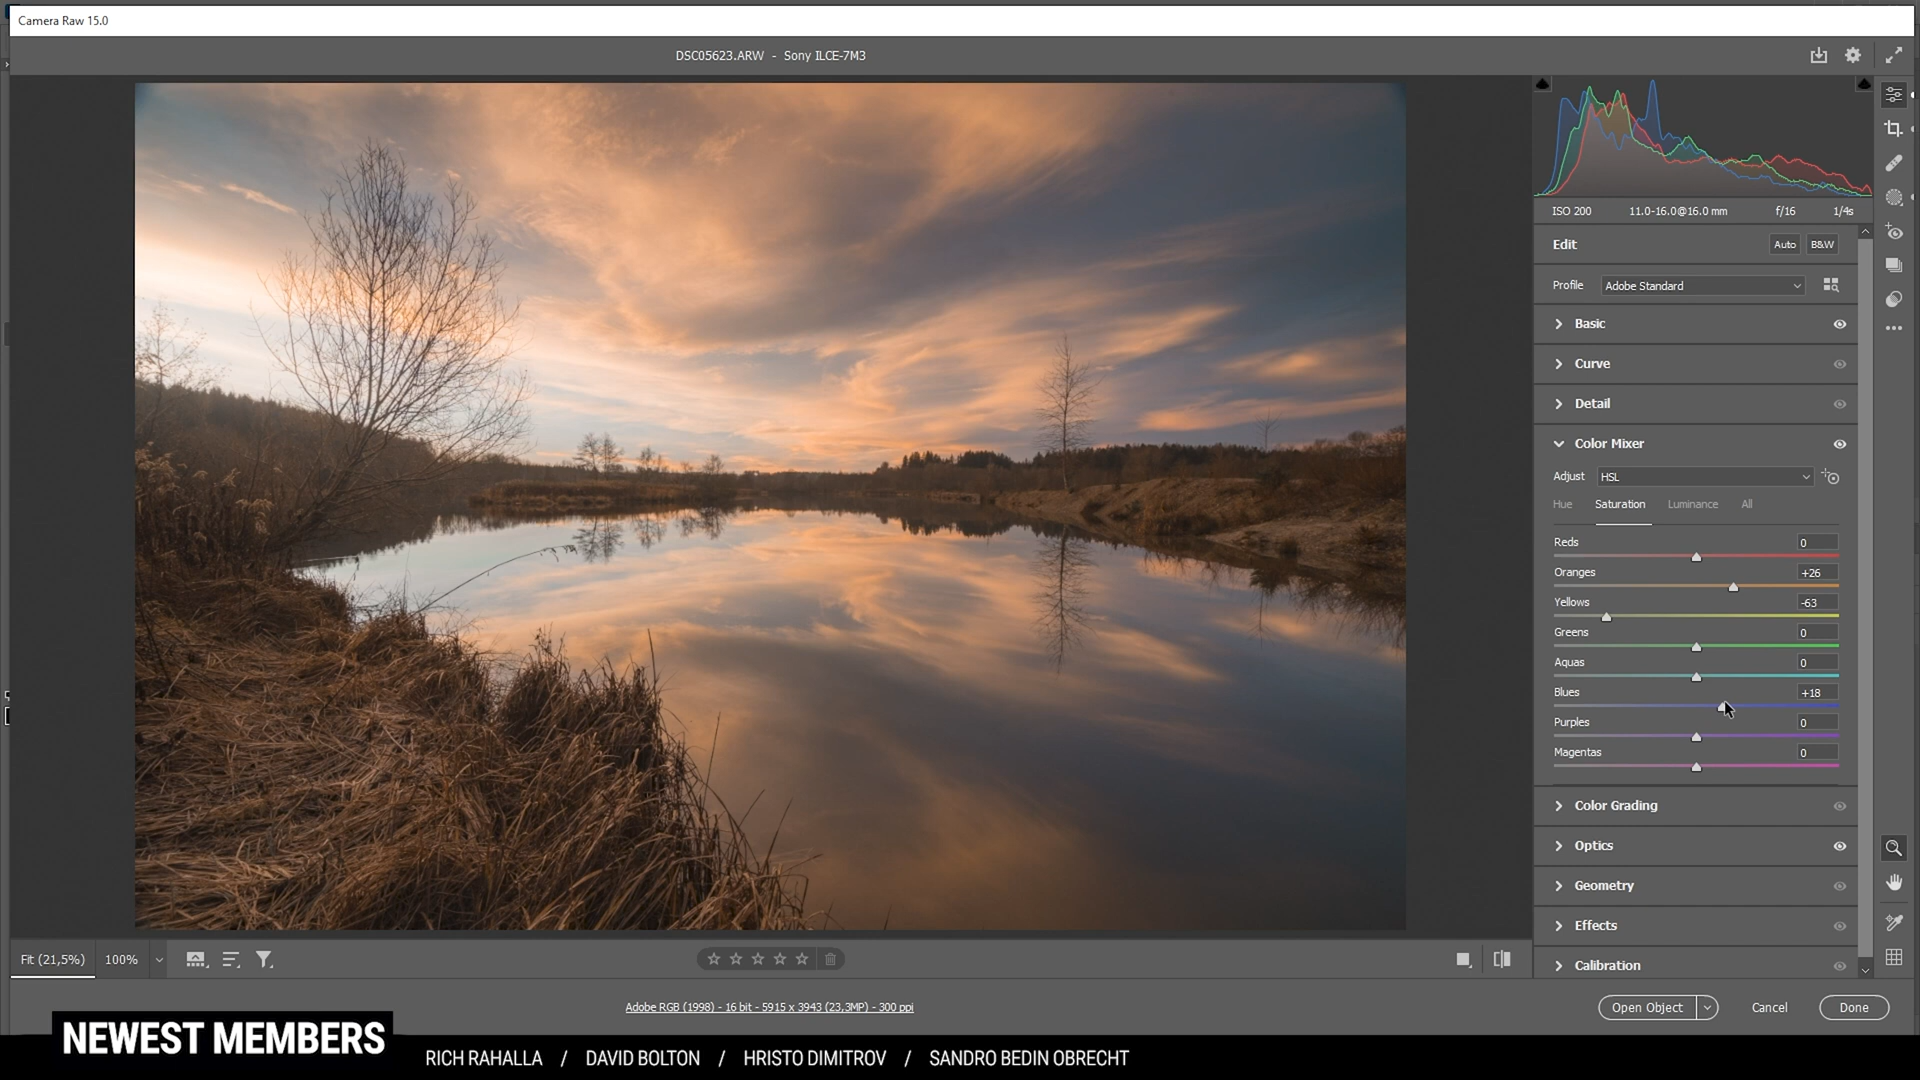 Camera Raw 15.0
DSC05623.ARW - Sony ILCE-7M3
ISO 200 11.0-16.0@16.0 mm f/16 1/4s
Edit Auto B&W
Profile Adobe Standard
Basic
Curve
Detail
Color Mixer
Adjust HSL
Hue Saturation Luminance All
Reds 0
Oranges +26
Yellows -63
Greens 0
Aquas 0
Blues +18
Purples 0
Magentas 0
Color Grading
Optics
Geometry
Effects
Calibration
Fit (21,5%) 100%
Adobe RGB (1998) - 16 bit - 5915 x 3943 (23,3MP) - 300 ppi
Open Object Cancel Done
NEWEST MEMBERS
RICH RAHALLA / DAVID BOLTON / HRISTO DIMITROV / SANDRO BEDIN OBRECHT